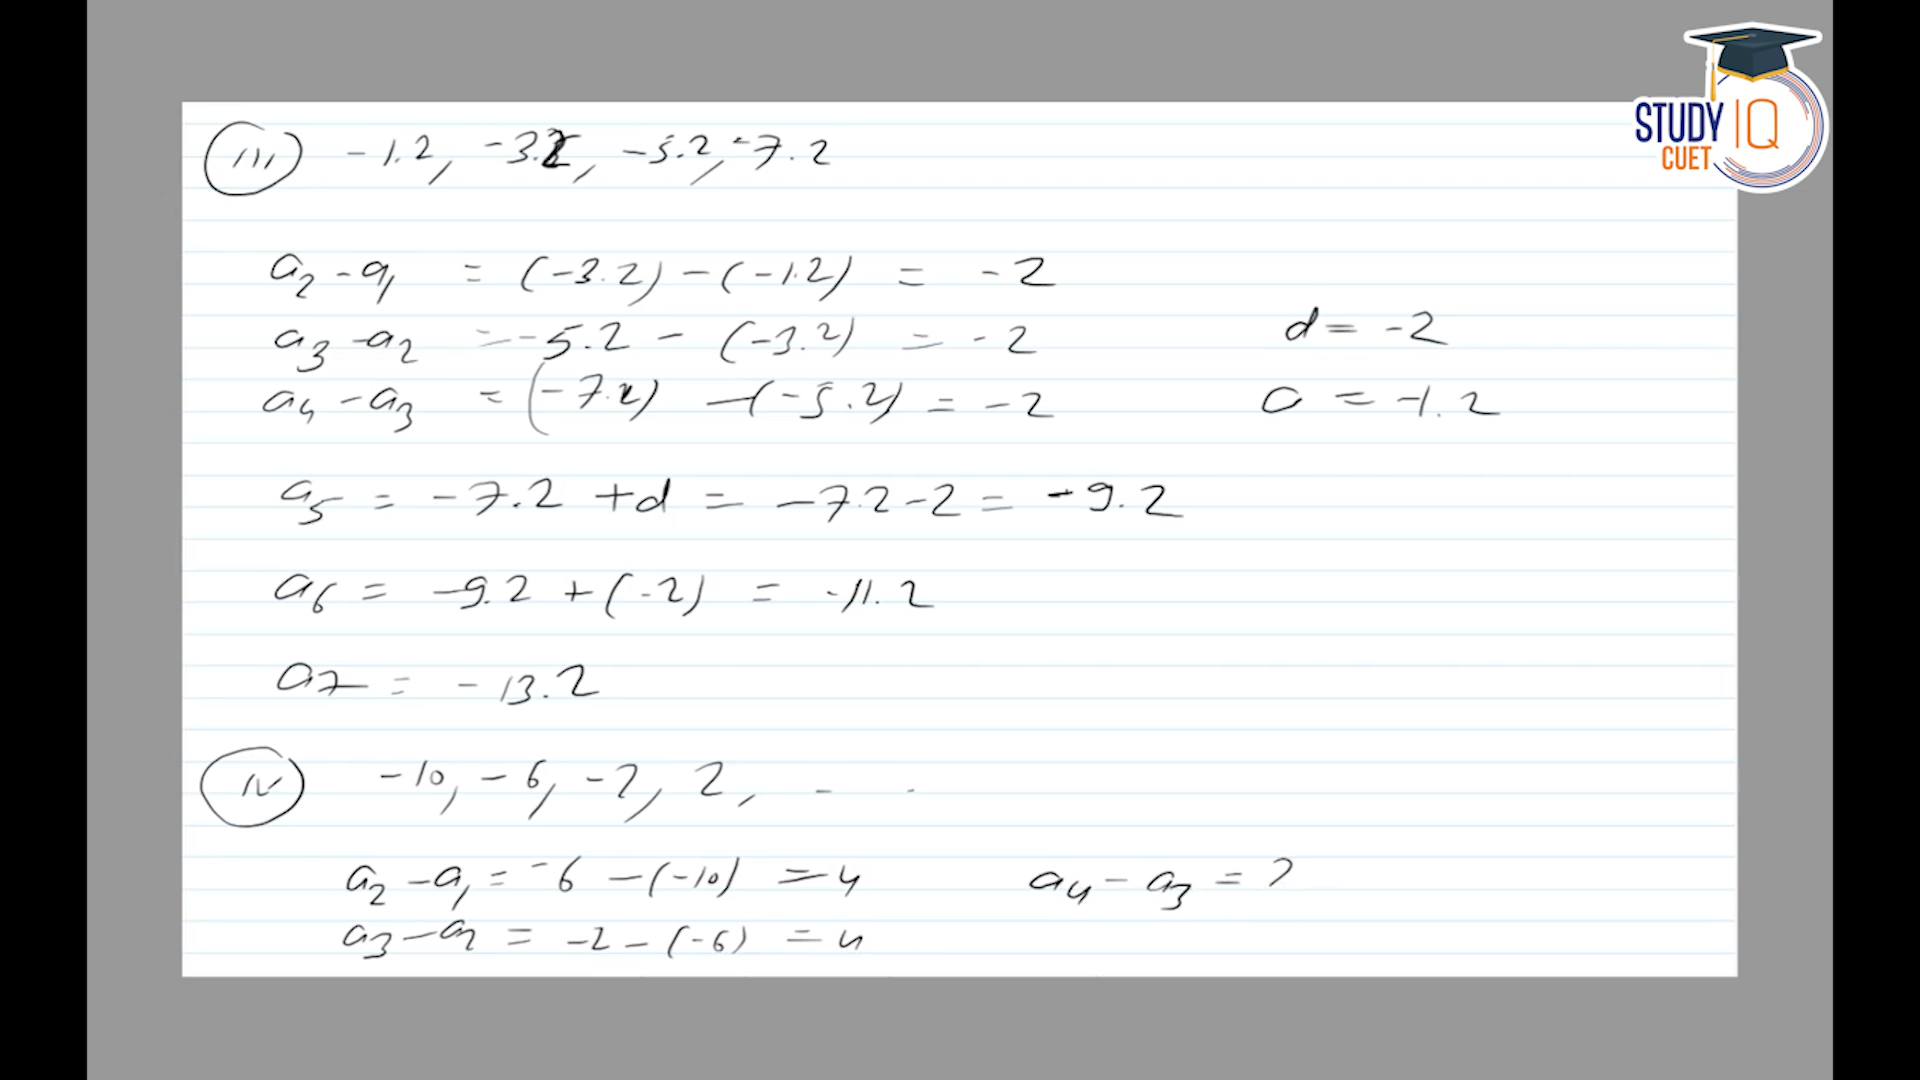 STUDY IQ
CUET
(iii) -1.2, -3.2, -5.2, -7.2
a2 - a1 = (-3.2) - (-1.2) = -2
a3 - a2 = -5.2 - (-3.2) = -2
a4 - a3 = (-7.2) - (-5.2) = -2
d = -2
a = -1.2
a5 = -7.2 + d = -7.2 - 2 = -9.2
a6 = -9.2 + (-2) = -11.2
a7 = -13.2
(iv) -10, -6, -2, 2, - -
a2 - a1 = -6 - (-10) = 4
a3 - a2 = -2 - (-6) = 4
a4 - a3 = 2